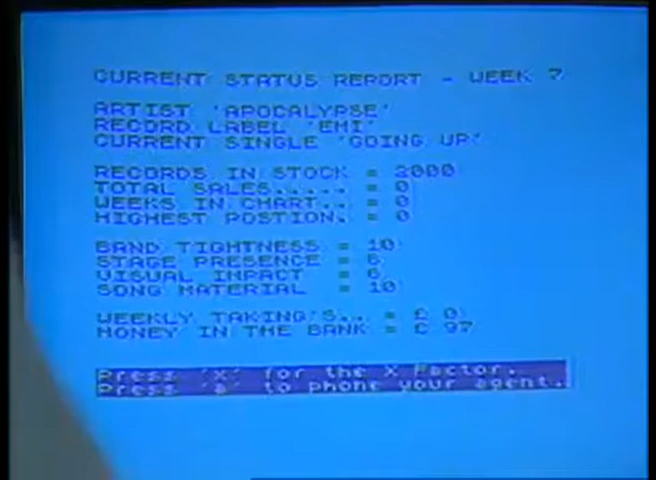 CURRENT STATUS REPORT - WEEK 7
ARTIST 'APOCALYPSE'
RECORD LABEL 'EMI'
CURRENT SINGLE 'GOING UP'
RECORDS IN STOCK = 2000
TOTAL SALES..... = 0
WEEKS IN CHART.. = 0
HIGHEST POSTION. = 0
BAND TIGHTNESS = 10
STAGE PRESENCE = 6
VISUAL IMPACT = 6
SONG MATERIAL = 10
WEEKLY TAKING'S.. = £ 0
MONEY IN THE BANK = £ 97
Press 'x' for the X Factor.
Press 'a' to phone your agent.